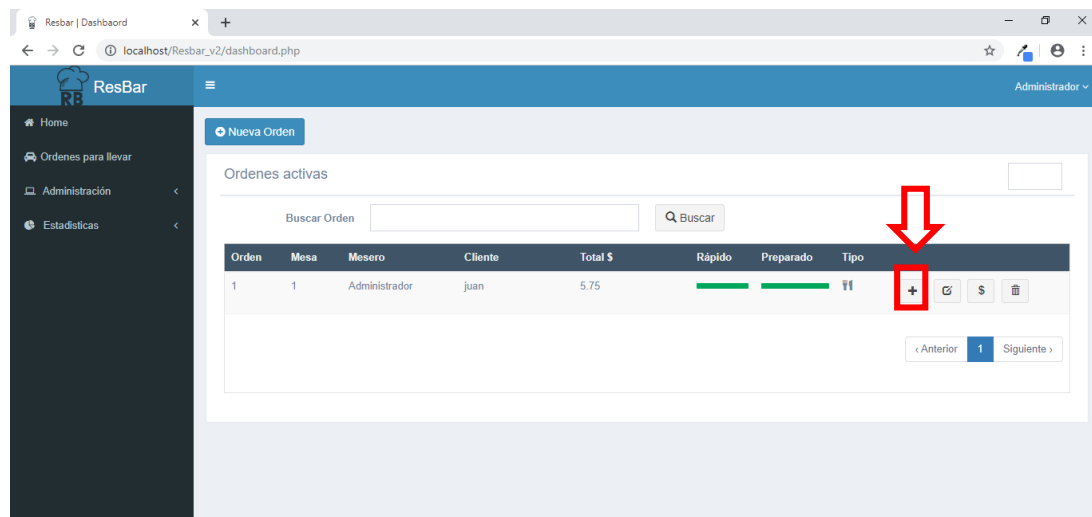 Resbar | Dashbaord
localhost/Resbar_v2/dashboard.php
RB ResBar
Administrador
Home
Ordenes para llevar
Administración
Estadisticas
Nueva Orden
Ordenes activas
Buscar Orden Buscar
Orden Mesa Mesero Cliente Total $ Rápido Preparado Tipo
1 1 Administrador juan 5.75 + $
‹ Anterior 1 Siguiente ›